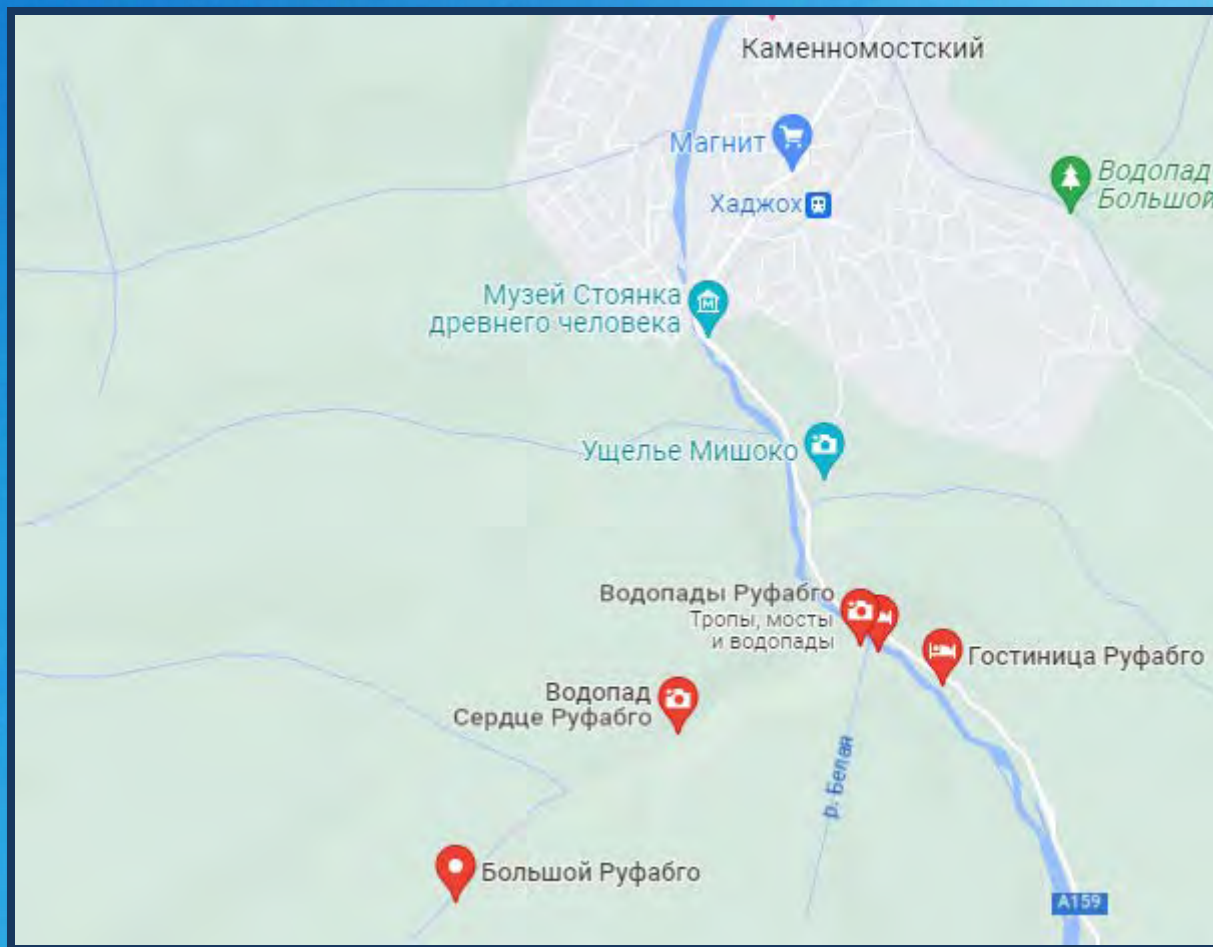 Каменномостский
Магнит
Водопад
Большой
Хаджох
Музей Стоянка
древнего человека
Ущелье Мишоко
Водопады Руфабго
Тропы, мосты
и водопады
Гостиница Руфабго
Водопад
Сердце Руфабго
р. Белая
Большой Руфабго
А159